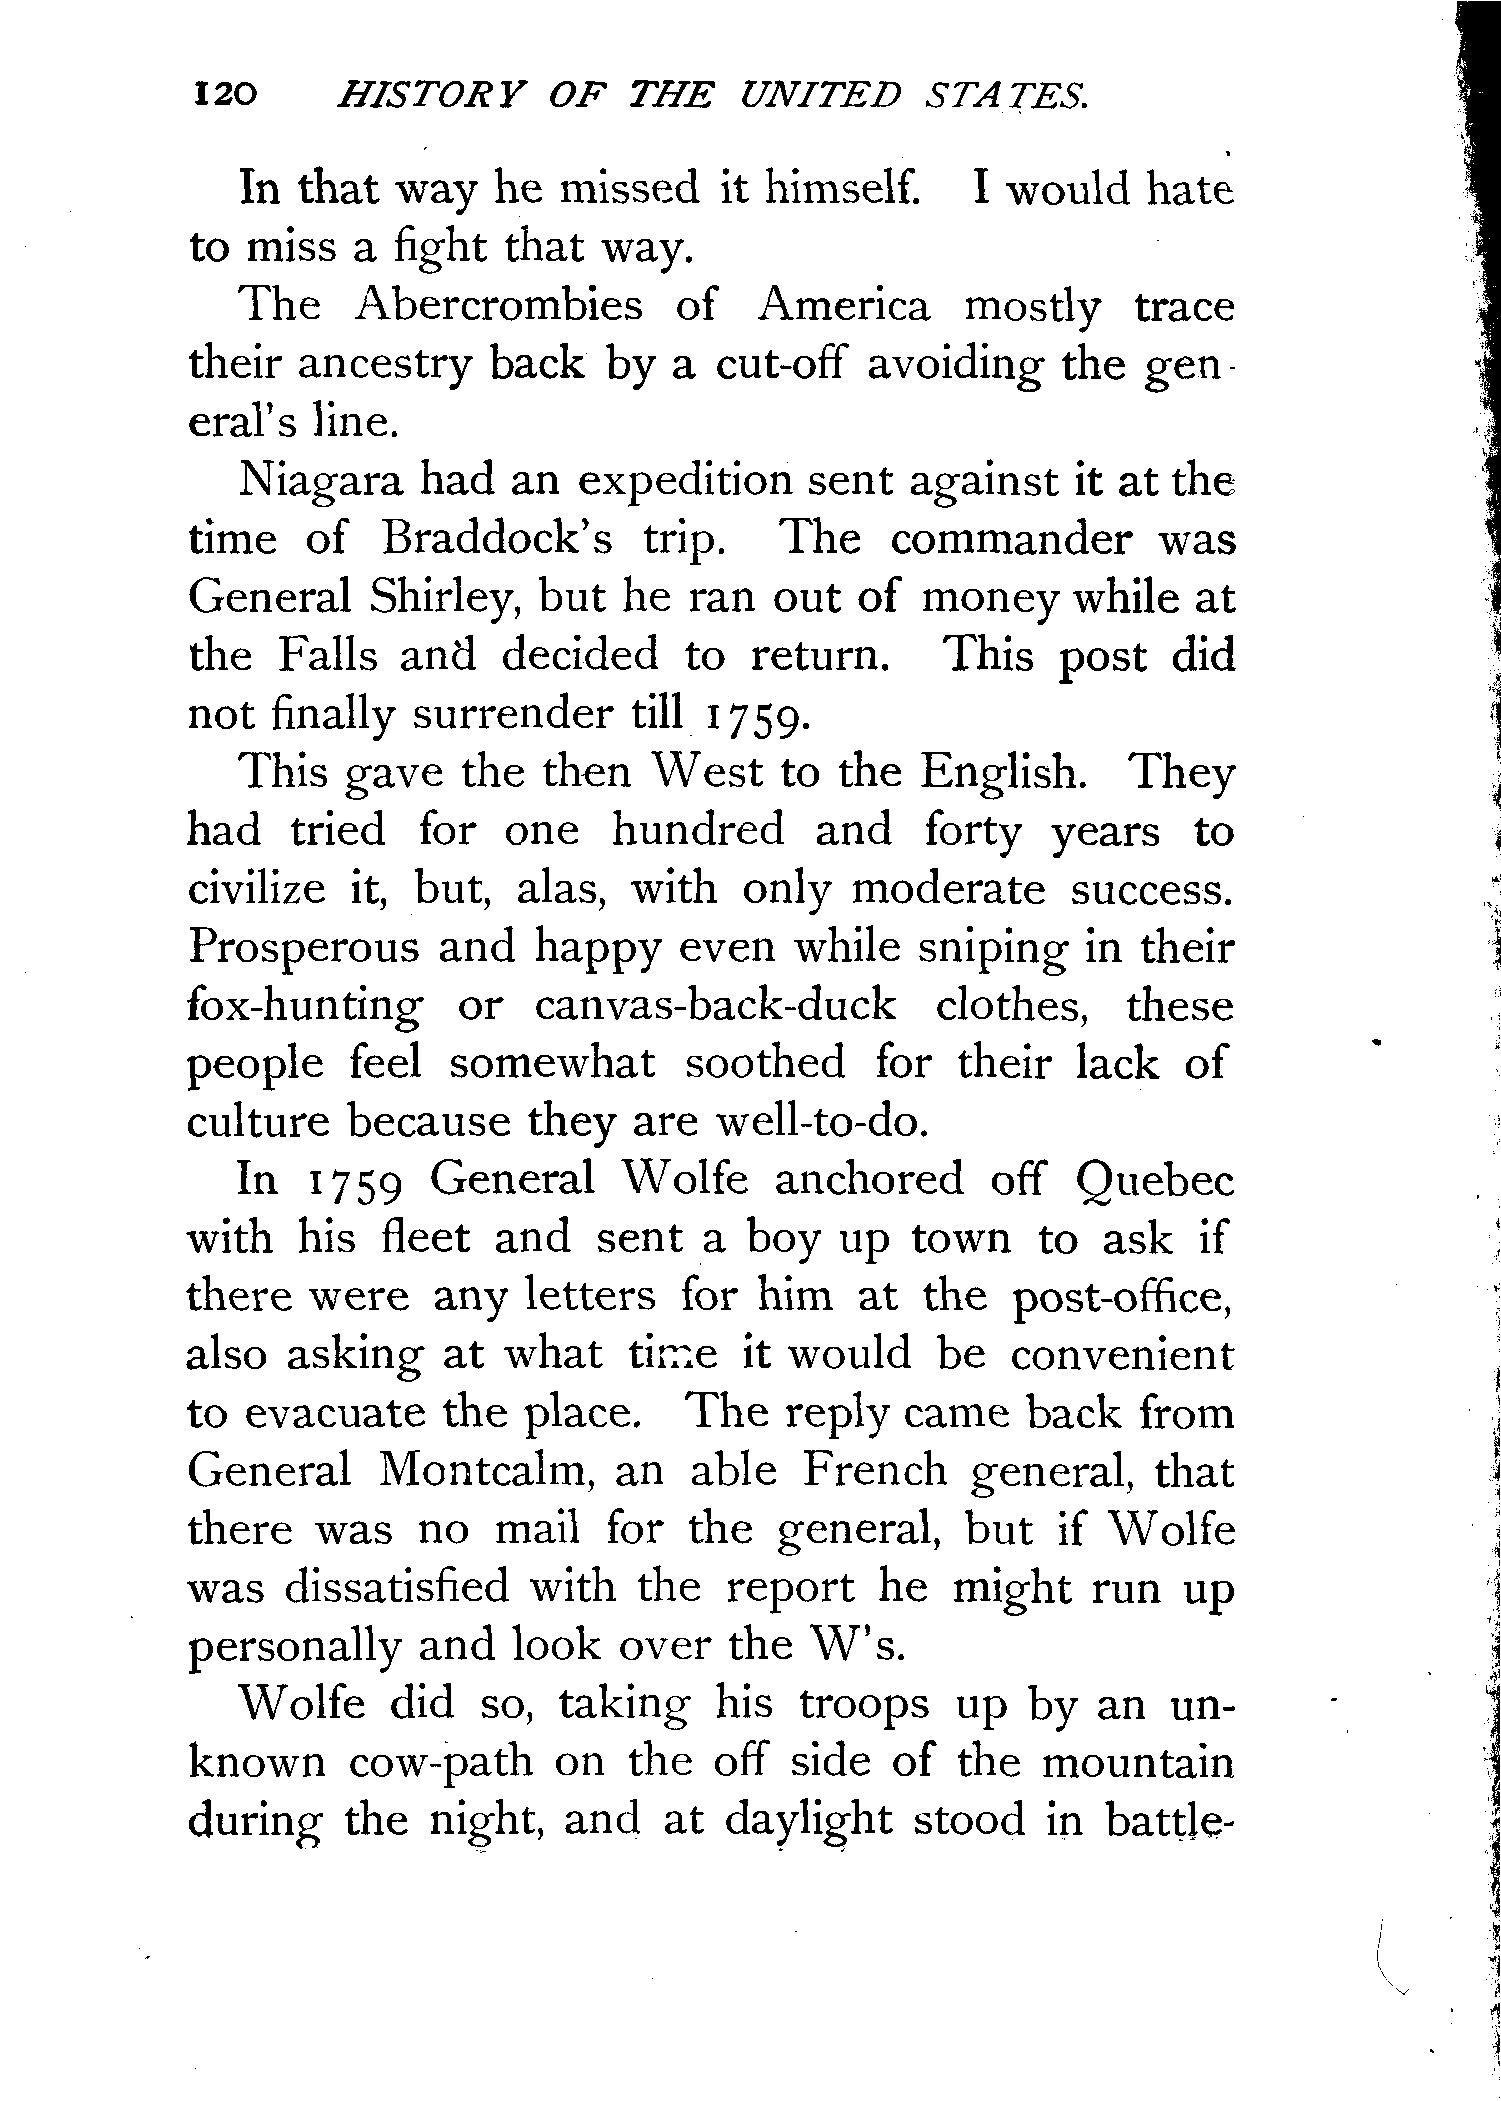 120 HISTORY OF THE UNITED STATES.
In that way he missed it himself. I would hate
to miss a fight that way.
The Abercrombies of America mostly trace
their ancestry back by a cut-off avoiding the gen-
eral's line.
Niagara had an expedition sent against it at the
time of Braddock's trip. The commander was
General Shirley, but he ran out of money while at
the Falls and decided to return. This post did
not finally surrender till 1759.
This gave the then West to the English. They
had tried for one hundred and forty years to
civilize it, but, alas, with only moderate success.
Prosperous and happy even while sniping in their
fox-hunting or canvas-back-duck clothes, these
people feel somewhat soothed for their lack of
culture because they are well-to-do.
In 1759 General Wolfe anchored off Quebec
with his fleet and sent a boy up town to ask if
there were any letters for him at the post-office,
also asking at what time it would be convenient
to evacuate the place. The reply came back from
General Montcalm, an able French general, that
there was no mail for the general, but if Wolfe
was dissatisfied with the report he might run up
personally and look over the W's.
Wolfe did so, taking his troops up by an un-
known cow-path on the off side of the mountain
during the night, and at daylight stood in battle-